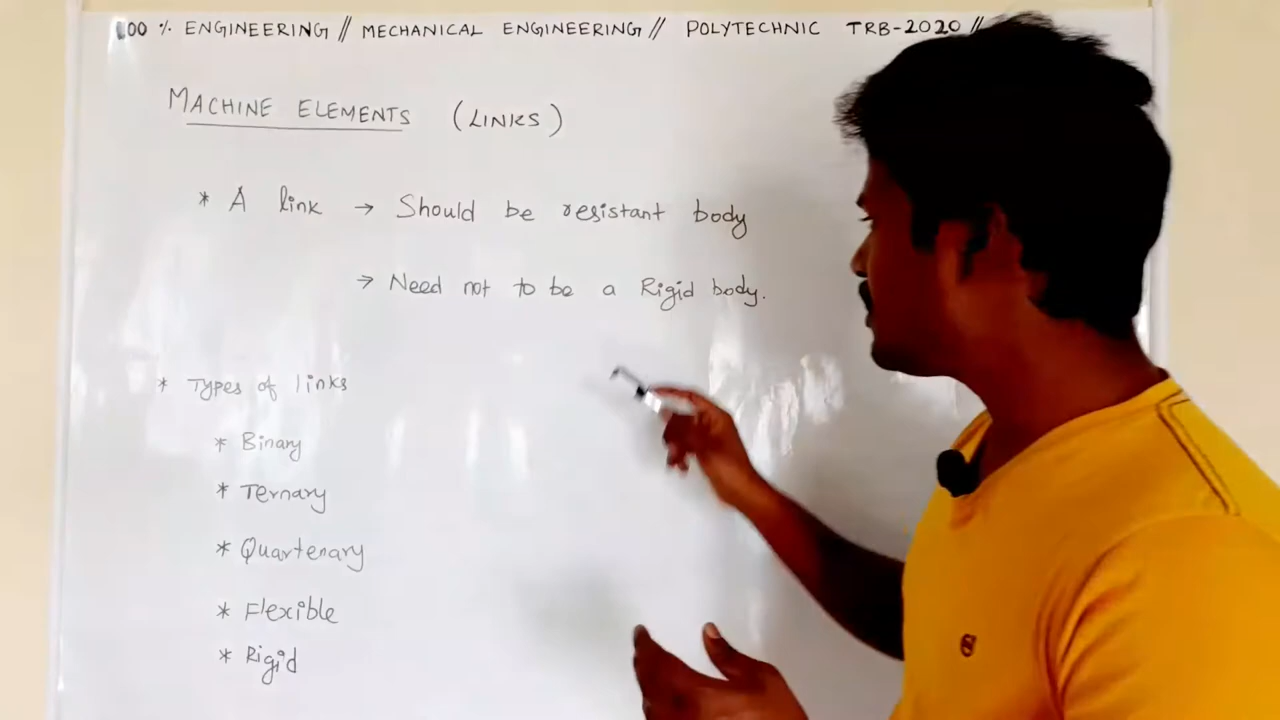 100 % ENGINEERING // MECHANICAL ENGINEERING // POLYTECHNIC TRB-2020 //
MACHINE ELEMENTS (LINKS)
* A link → Should be resistant body
→ Need not to be a Rigid body.
* Types of links
* Binary
* Ternary
* Quartenary
* Flexible
* Rigid